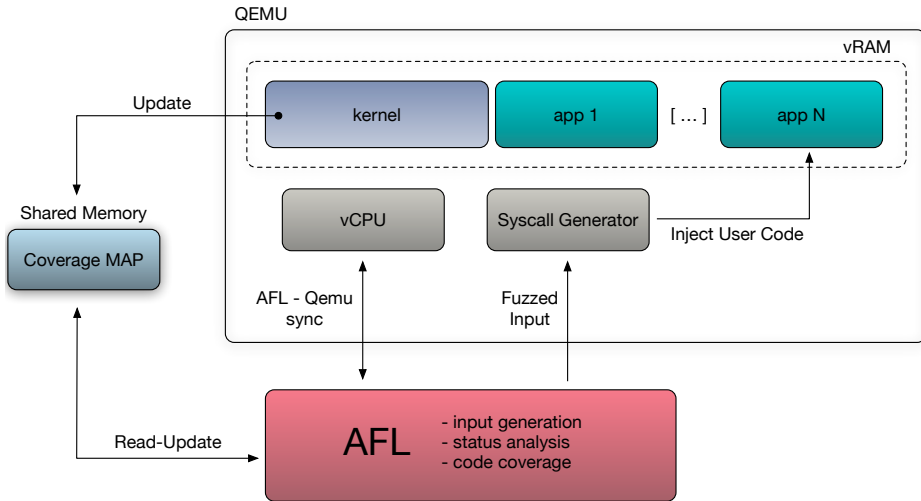 QEMU
vRAM
Update
kernel
app 1
[ ... ]
app N
Shared Memory
Coverage MAP
vCPU
Syscall Generator
Inject User Code
AFL - Qemu
sync
Fuzzed
Input
Read-Update
AFL
- input generation
- status analysis
- code coverage